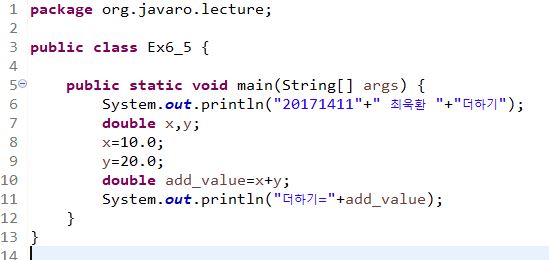 1 package org.javaro.lecture;
2
3 public class Ex6_5 {
4
5 public static void main(String[] args) {
6 System.out.println("20171411"+" 최욱환 "+"더하기");
7 double x,y;
8 x=10.0;
9 y=20.0;
10 double add_value=x+y;
11 System.out.println("더하기="+add_value);
12 }
13 }
14